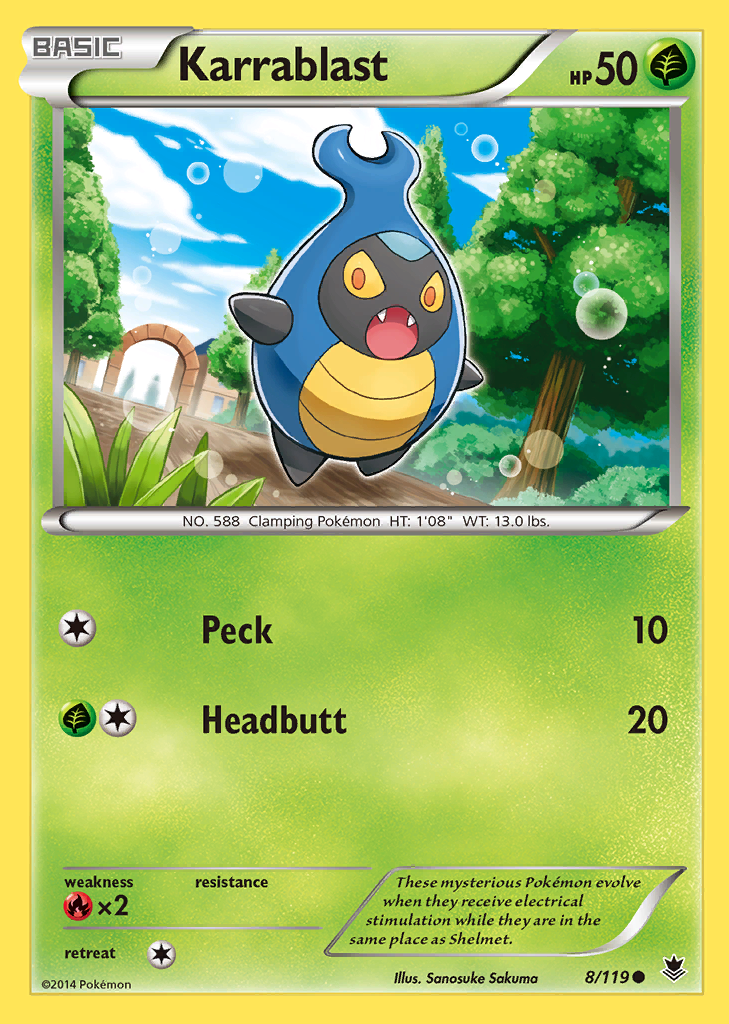 BASIC
Karrablast
HP 50
NO. 588 Clamping Pokémon HT: 1'08" WT: 13.0 lbs.
Peck 10
Headbutt 20
weakness resistance
×2
retreat
These mysterious Pokémon evolve
when they receive electrical
stimulation while they are in the
same place as Shelmet.
©2014 Pokémon
Illus. Sanosuke Sakuma
8/119